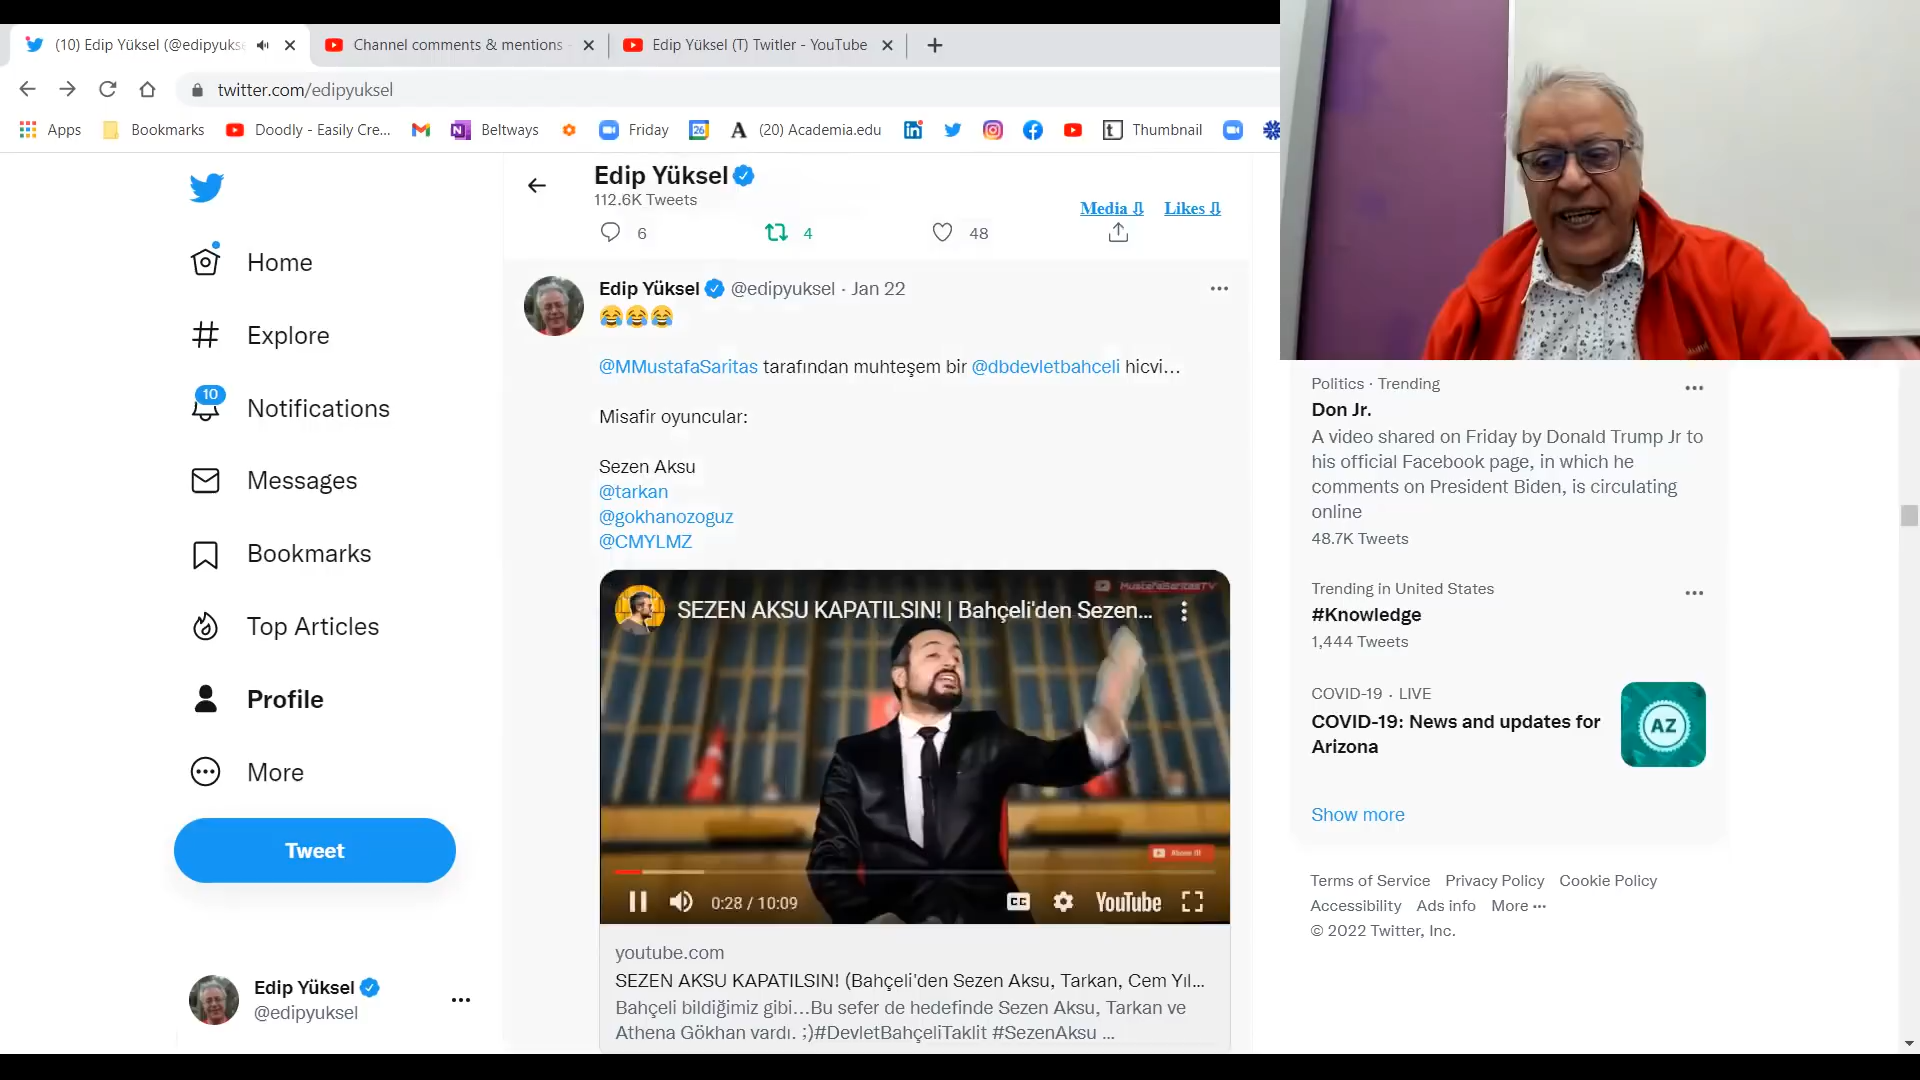 (10) Edip Yüksel (@edipyukse
Channel comments & mentions
Edip Yüksel (T) Twitler - YouTube
twitter.com/edipyuksel
Apps
Bookmarks
Doodly - Easily Cre...
Beltways
Friday
26
(20) Academia.edu
Thumbnail
Home
Explore
10
Notifications
Messages
Bookmarks
Top Articles
Profile
More
Tweet
Edip Yüksel
@edipyuksel
Edip Yüksel
112.6K Tweets
Media ⇩ Likes ⇩
6
4
48
Edip Yüksel @edipyuksel · Jan 22
😂😂😂
@MMustafaSaritas tarafından muhteşem bir @dbdevletbahceli hicvi...
Misafir oyuncular:
Sezen Aksu
@tarkan
@gokhanozoguz
@CMYLMZ
MustafaSaritasTV
SEZEN AKSU KAPATILSIN! | Bahçeli'den Sezen...
0:28 / 10:09
CC
YouTube
youtube.com
SEZEN AKSU KAPATILSIN! (Bahçeli'den Sezen Aksu, Tarkan, Cem Yıl...
Bahçeli bildiğimiz gibi...Bu sefer de hedefinde Sezen Aksu, Tarkan ve
Athena Gökhan vardı. ;)#DevletBahçeliTaklit #SezenAksu ...
Politics · Trending
Don Jr.
A video shared on Friday by Donald Trump Jr to
his official Facebook page, in which he
comments on President Biden, is circulating
online
48.7K Tweets
Trending in United States
#Knowledge
1,444 Tweets
COVID-19 · LIVE
COVID-19: News and updates for
Arizona
AZ
Show more
Terms of Service Privacy Policy Cookie Policy
Accessibility Ads info More ···
© 2022 Twitter, Inc.